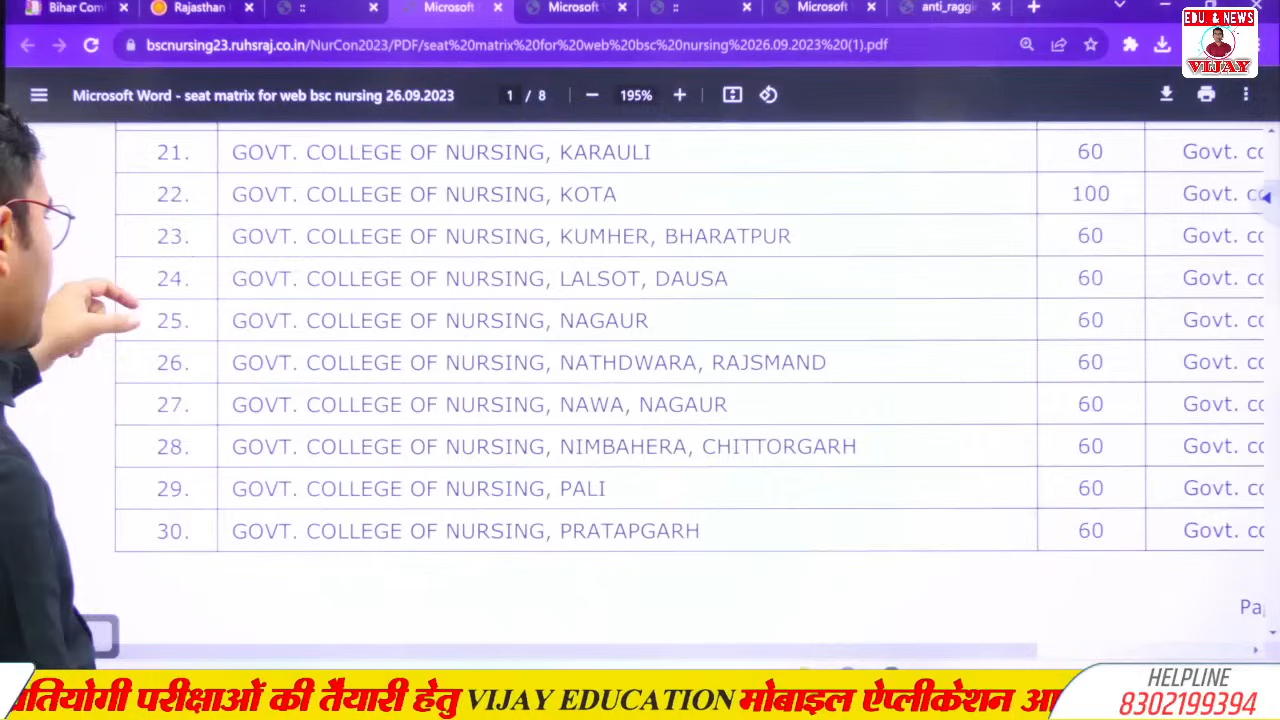 Bihar Com
Rajasthan
::
Microsoft
Microsoft
::
Microsoft
anti_raggi
EDU. & NEWS
VIJAY
bscnursing23.ruhsraj.co.in/NurCon2023/PDF/seat%20matrix%20for%20web%20bsc%20nursing%2026.09.2023%20(1).pdf
Microsoft Word - seat matrix for web bsc nursing 26.09.2023
1 / 8
195%
21. GOVT. COLLEGE OF NURSING, KARAULI 60 Govt. co
22. GOVT. COLLEGE OF NURSING, KOTA 100 Govt. co
23. GOVT. COLLEGE OF NURSING, KUMHER, BHARATPUR 60 Govt. co
24. GOVT. COLLEGE OF NURSING, LALSOT, DAUSA 60 Govt. co
25. GOVT. COLLEGE OF NURSING, NAGAUR 60 Govt. co
26. GOVT. COLLEGE OF NURSING, NATHDWARA, RAJSMAND 60 Govt. co
27. GOVT. COLLEGE OF NURSING, NAWA, NAGAUR 60 Govt. co
28. GOVT. COLLEGE OF NURSING, NIMBAHERA, CHITTORGARH 60 Govt. co
29. GOVT. COLLEGE OF NURSING, PALI 60 Govt. co
30. GOVT. COLLEGE OF NURSING, PRATAPGARH 60 Govt. co
Pa
परीक्षाओं की तैयारी हेतु VIJAY EDUCATION मोबाइल ऐप्लीकेशन
HELPLINE
8302199394